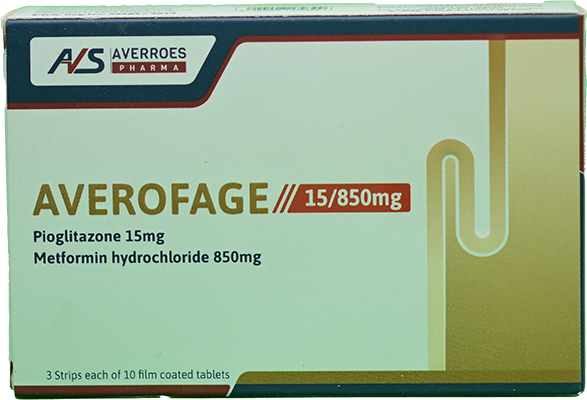 A/S AVERROES
PHARMA
AVEROFAGE // 15/850mg
Pioglitazone 15mg
Metformin hydrochloride 850mg
3 Strips each of 10 film coated tablets